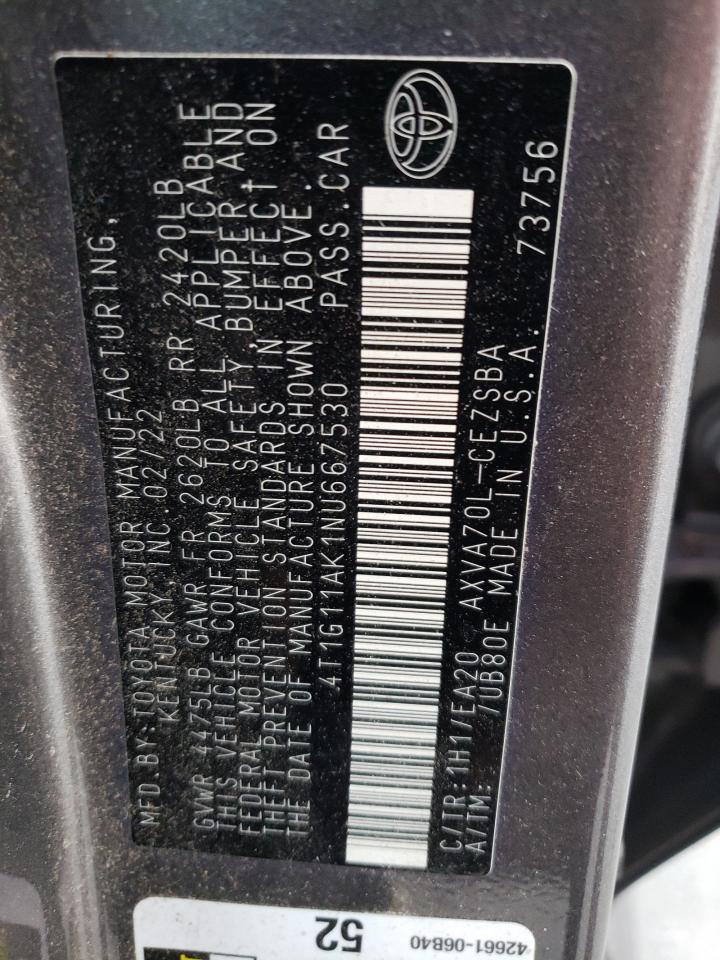 MFD.BY:TOYOTA MOTOR MANUFACTURING,
KENTUCKY, INC. 02/22
GVWR 4475LB GAWR FR 2620LB RR 2420LB
THIS VEHICLE CONFORMS TO ALL APPLICABLE
FEDERAL MOTOR VEHICLE SAFETY, BUMPER, AND
THEFT PREVENTION STANDARDS IN EFFECT ON
THE DATE OF MANUFACTURE SHOWN ABOVE.
4T1G11AK1NU667530 PASS.CAR
C/TR:1H1/EA20 AXVA70L-CEZSBA
A/TM: /UB80E MADE IN U.S.A. 73756
52
42661-06B40